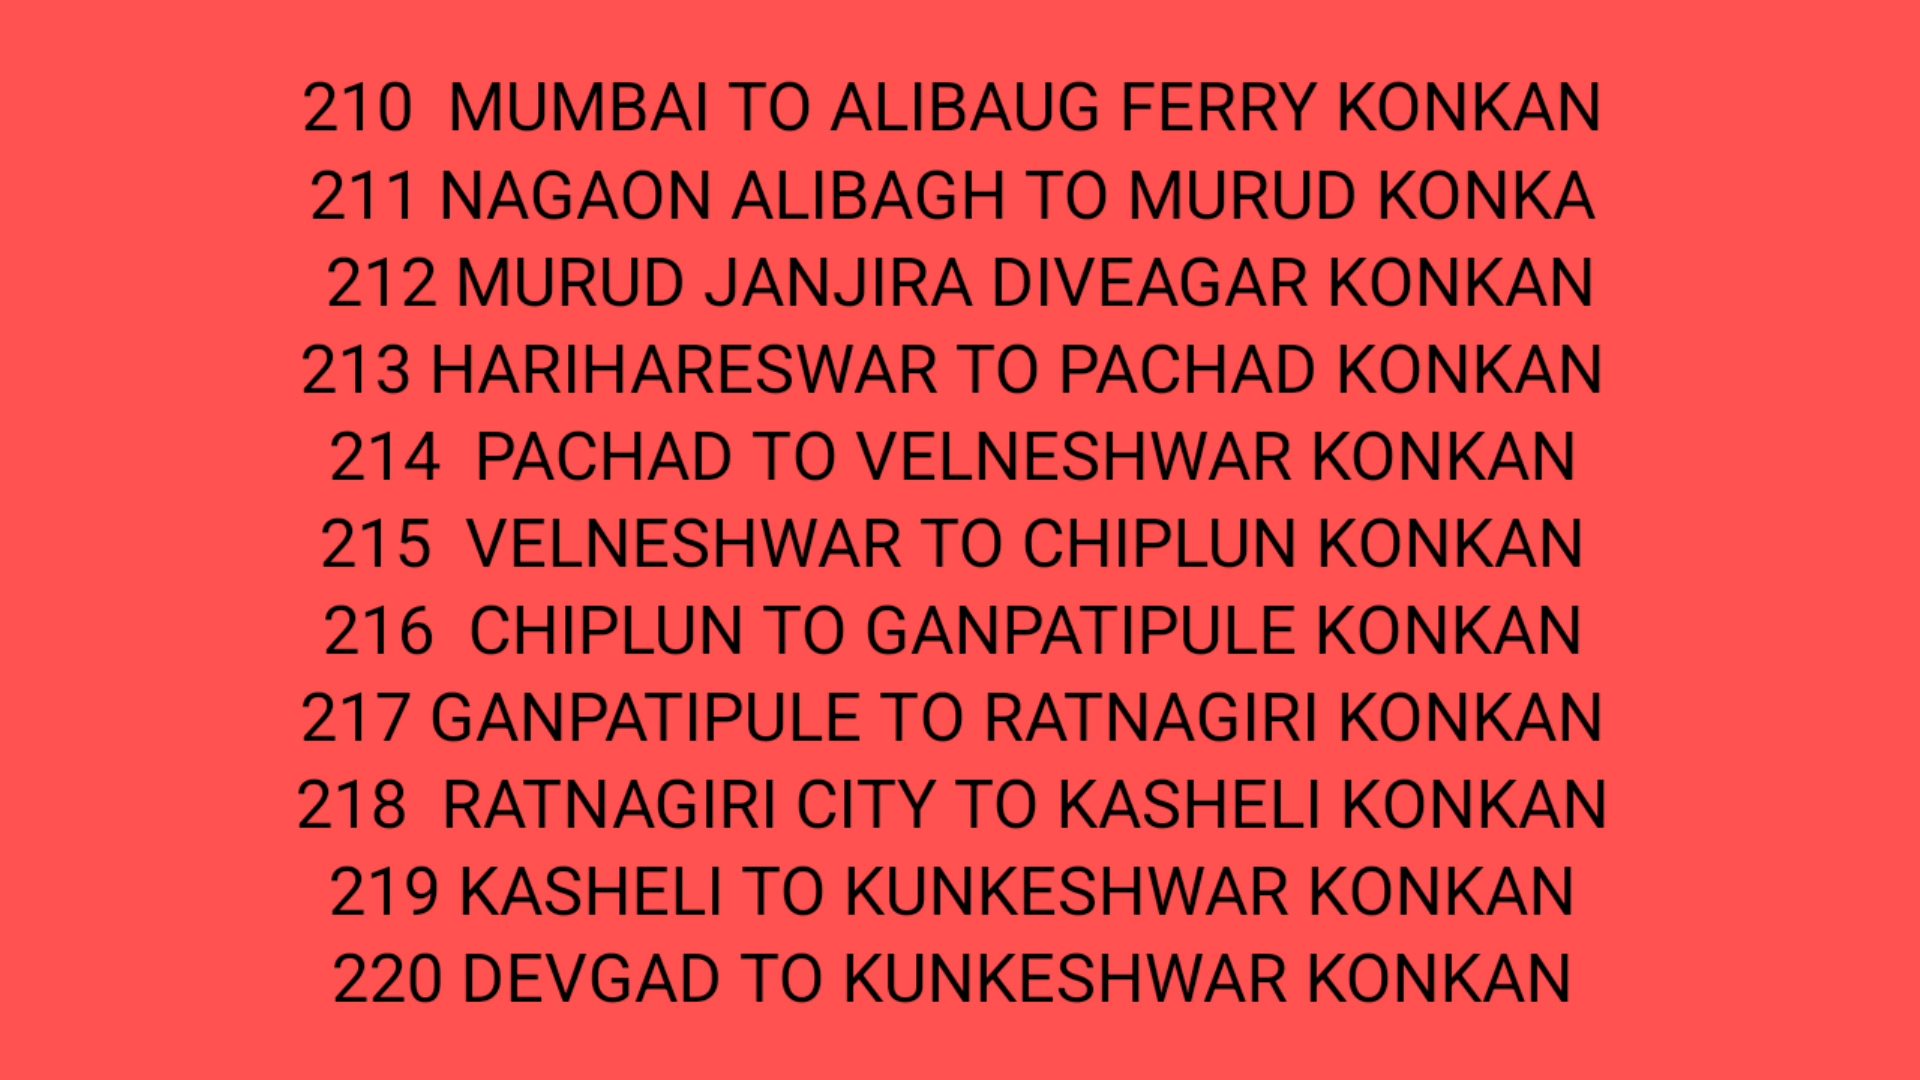 210  MUMBAI TO ALIBAUG FERRY KONKAN
211 NAGAON ALIBAGH TO MURUD KONKA
212 MURUD JANJIRA DIVEAGAR KONKAN
213 HARIHARESWAR TO PACHAD KONKAN
214  PACHAD TO VELNESHWAR KONKAN
215  VELNESHWAR TO CHIPLUN KONKAN
216  CHIPLUN TO GANPATIPULE KONKAN
217 GANPATIPULE TO RATNAGIRI KONKAN
218  RATNAGIRI CITY TO KASHELI KONKAN
219 KASHELI TO KUNKESHWAR KONKAN
220 DEVGAD TO KUNKESHWAR KONKAN